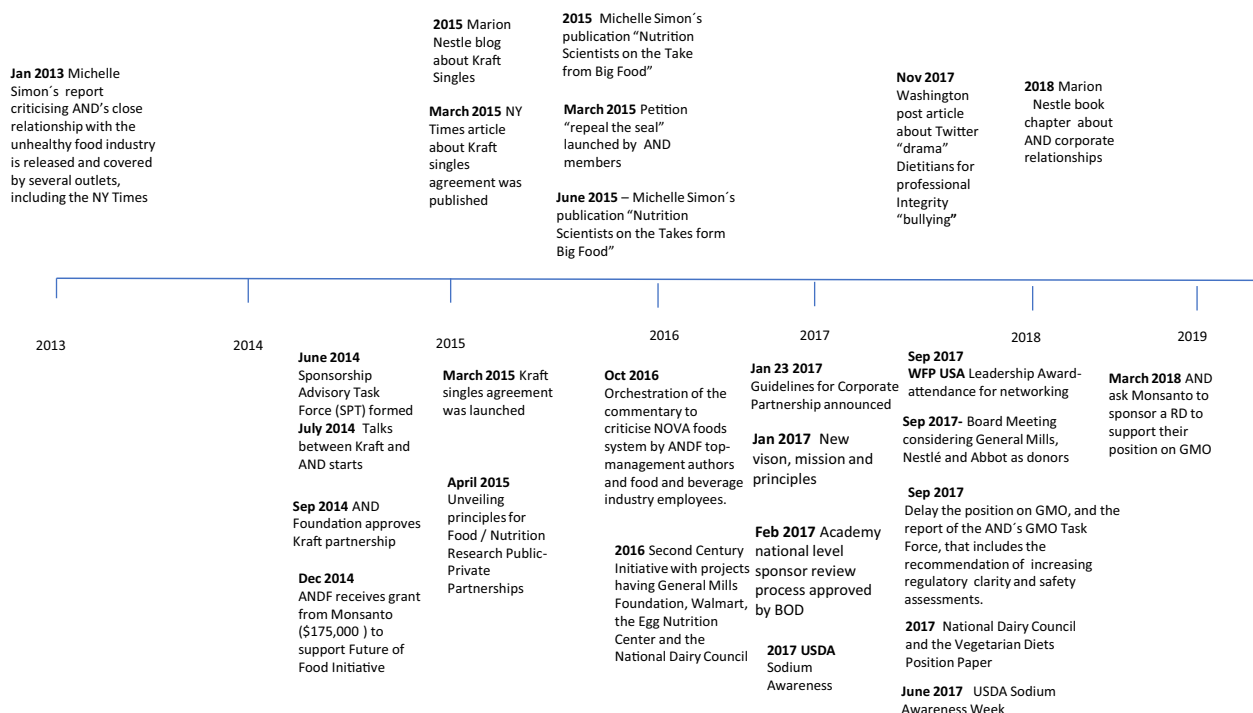 Jan 2013 Michelle
Simon´s report
criticising AND’s close
relationship with the
unhealthy food industry
is released and covered
by several outlets,
including the NY Times
2015 Marion
Nestle blog
about Kraft
Singles
March 2015 NY
Times article
about Kraft
singles
agreement was
published
2015 Michelle Simon´s
publication “Nutrition
Scientists on the Take
from Big Food”
March 2015 Petition
“repeal the seal”
launched by AND
members
June 2015 – Michelle Simon´s
publication “Nutrition
Scientists on the Takes form
Big Food”
Nov 2017
Washington
post article
about Twitter
“drama”
Dietitians for
professional
Integrity
“bullying”
2018 Marion
Nestle book
chapter about
AND corporate
relationships
2013
2014
2015
2016
2017
2018
2019
June 2014
Sponsorship
Advisory Task
Force (SPT) formed
July 2014 Talks
between Kraft and
AND starts
Sep 2014 AND
Foundation approves
Kraft partnership
Dec 2014
ANDF receives grant
from Monsanto
($175,000 ) to
support Future of
Food Initiative
March 2015 Kraft
singles agreement
was launched
April 2015
Unveiling
principles for
Food / Nutrition
Research Public-
Private
Partnerships
Oct 2016
Orchestration of the
commentary to
criticise NOVA foods
system by ANDF top-
management authors
and food and beverage
industry employees.
2016 Second Century
Initiative with projects
having General Mills
Foundation, Walmart,
the Egg Nutrition
Center and the
National Dairy Council
Jan 23 2017
Guidelines for Corporate
Partnership announced
Jan 2017 New
vison, mission and
principles
Feb 2017 Academy
national level
sponsor review
process approved
by BOD
2017 USDA
Sodium
Awareness
Sep 2017
WFP USA Leadership Award-
attendance for networking
Sep 2017- Board Meeting
considering General Mills,
Nestlé and Abbot as donors
Sep 2017
Delay the position on GMO, and the
report of the AND´s GMO Task
Force, that includes the
recommendation of increasing
regulatory clarity and safety
assessments.
2017 National Dairy Council
and the Vegetarian Diets
Position Paper
June 2017 USDA Sodium
Awareness Week
March 2018 AND
ask Monsanto to
sponsor a RD to
support their
position on GMO